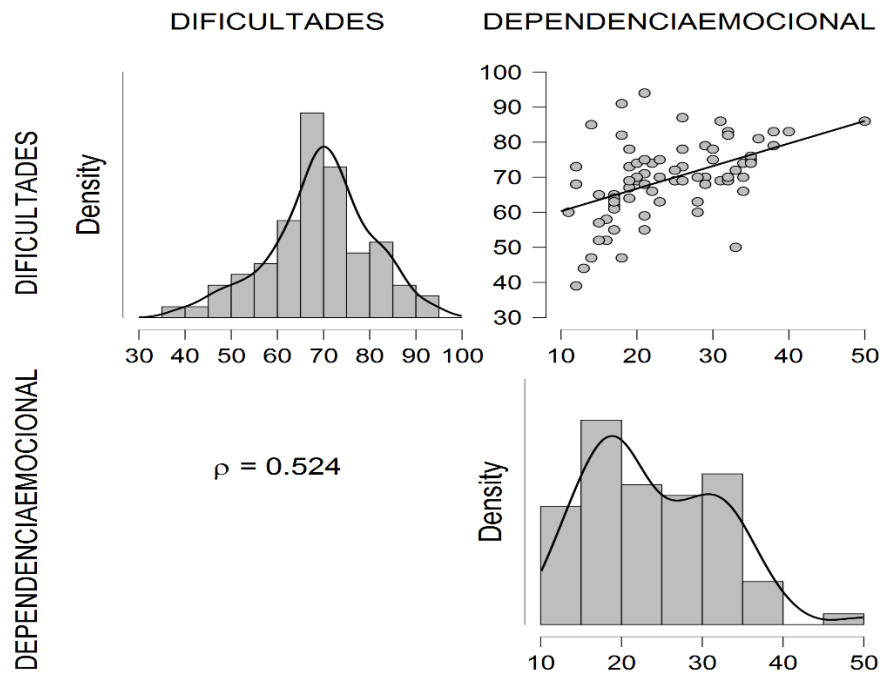 DIFICULTADES
DEPENDENCIAEMOCIONAL
DIFICULTADES
Density
30 40 50 60 70 80 90 100
100
90
80
70
60
50
40
30
10 20 30 40 50
DEPENDENCIAEMOCIONAL
ρ = 0.524
Density
10 20 30 40 50